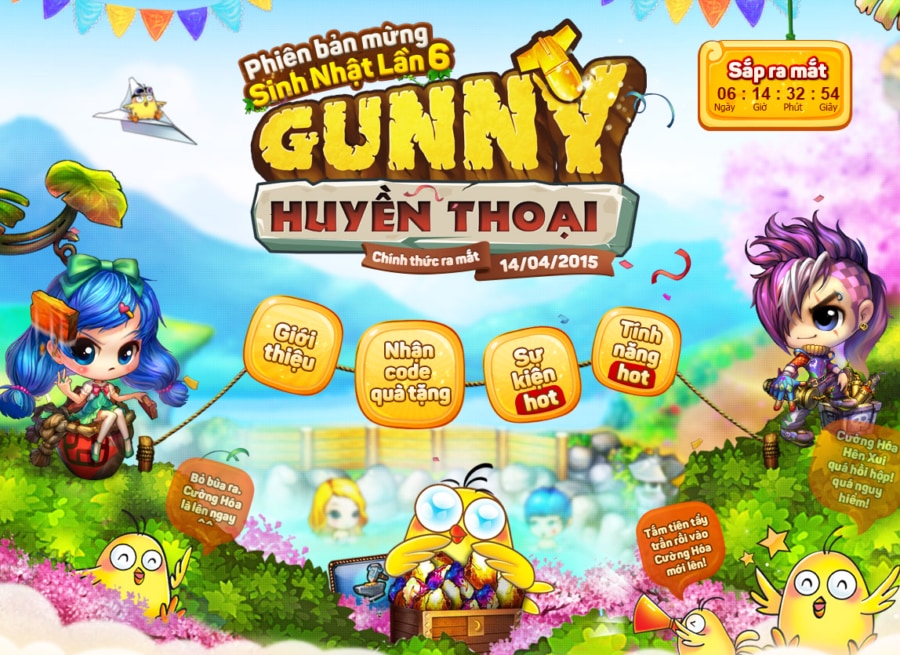 Phiên bản mừng
Sinh Nhật Lần 6
GUNNY
HUYỀN THOẠI
Chính thức ra mắt 14/04/2015
Sắp ra mắt
06 : 14 : 32 : 54
Ngày Giờ Phút Giây
Giới
thiệu
Nhận
code
quà tặng
Sự
kiện
hot
Tính
năng
hot
Bỏ bùa ra,
Cường Hóa
là lên ngay
^^
Cường Hóa
Hên Xui
quá hồi hộp!
quá nguy
hiểm!
Tắm tiên tẩy
trần rồi vào
Cường Hóa
mới lên!